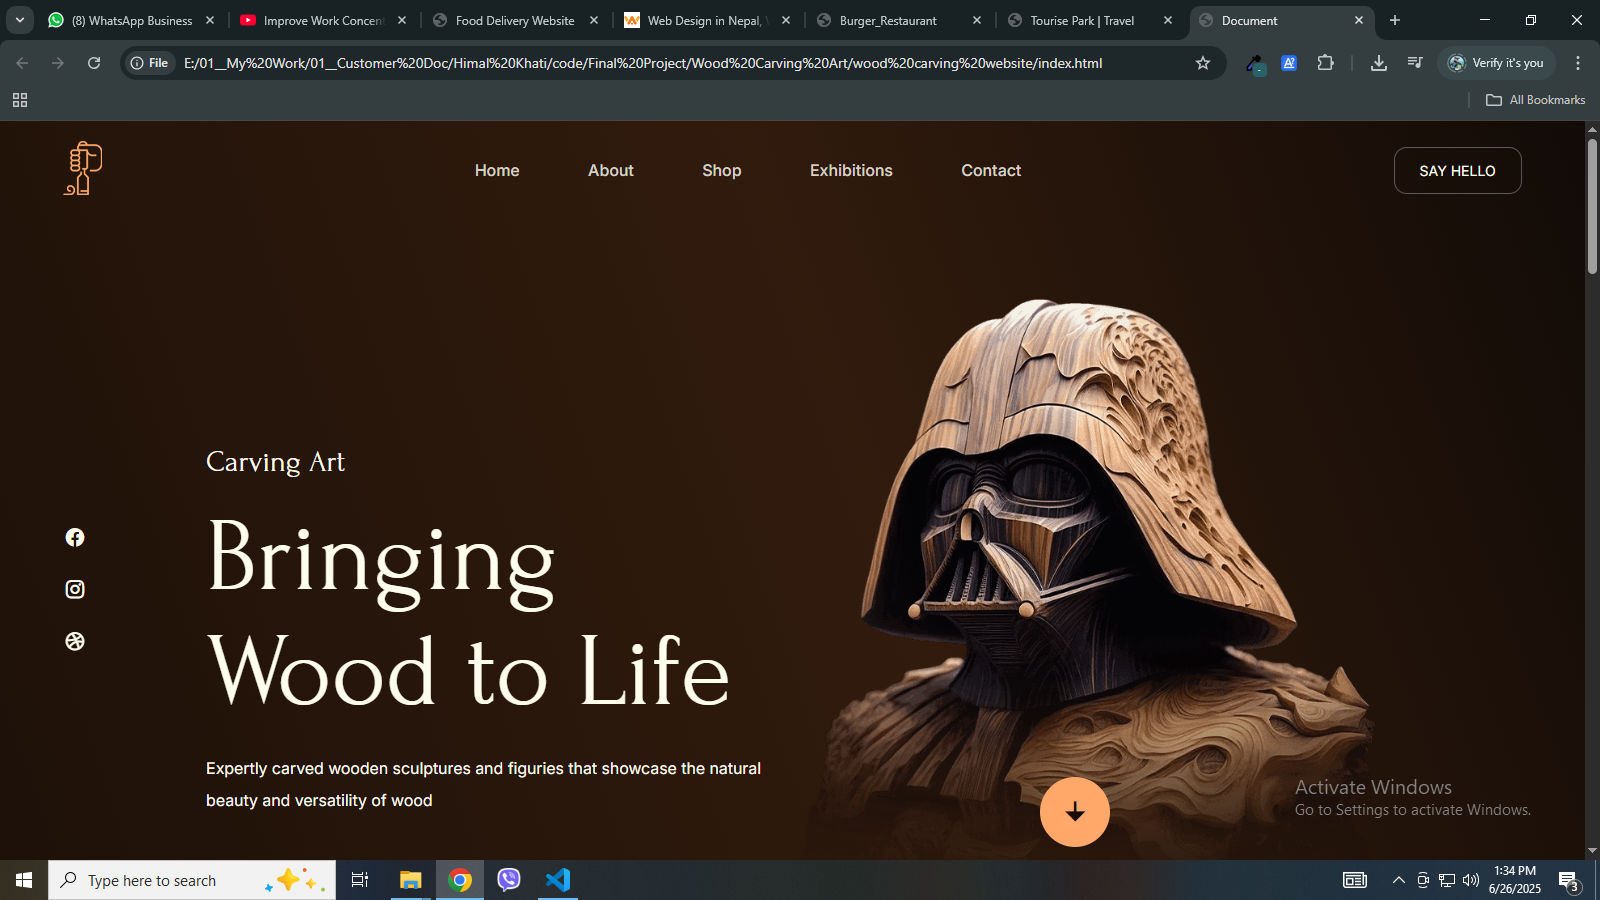 (8) WhatsApp Business
Improve Work Concen
Food Delivery Website
Web Design in Nepal,
Burger_Restaurant
Tourise Park | Travel
Document
File
E:/01__My%20Work/01__Customer%20Doc/Himal%20Khati/code/Final%20Project/Wood%20Carving%20Art/wood%20carving%20website/index.html
Verify it's you
All Bookmarks
Home
About
Shop
Exhibitions
Contact
SAY HELLO
Carving Art
Bringing
Wood to Life
Expertly carved wooden sculptures and figuries that showcase the natural
beauty and versatility of wood
Activate Windows
Go to Settings to activate Windows.
Type here to search
1:34 PM
6/26/2025
3